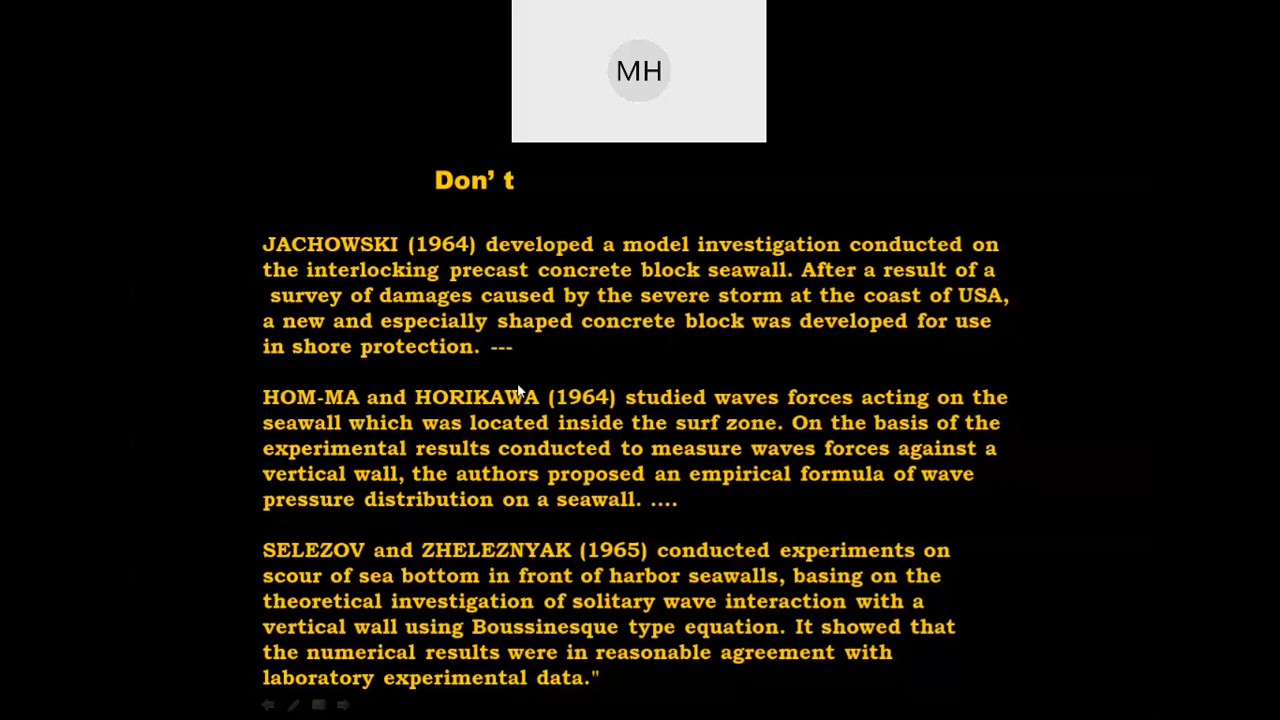 MH
Don’ t
JACHOWSKI (1964) developed a model investigation conducted on
the interlocking precast concrete block seawall. After a result of a
survey of damages caused by the severe storm at the coast of USA,
a new and especially shaped concrete block was developed for use
in shore protection. ---
HOM-MA and HORIKAWA (1964) studied waves forces acting on the
seawall which was located inside the surf zone. On the basis of the
experimental results conducted to measure waves forces against a
vertical wall, the authors proposed an empirical formula of wave
pressure distribution on a seawall. ....
SELEZOV and ZHELEZNYAK (1965) conducted experiments on
scour of sea bottom in front of harbor seawalls, basing on the
theoretical investigation of solitary wave interaction with a
vertical wall using Boussinesque type equation. It showed that
the numerical results were in reasonable agreement with
laboratory experimental data."